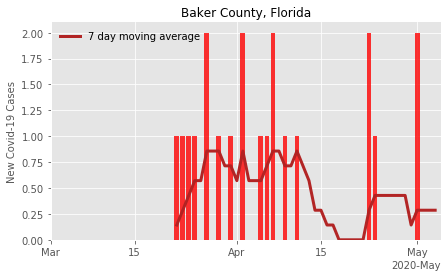 Baker County, Florida
7 day moving average
New Covid-19 Cases
2.00
1.75
1.50
1.25
1.00
0.75
0.50
0.25
0.00
Mar 15 Apr 15 May
2020-May